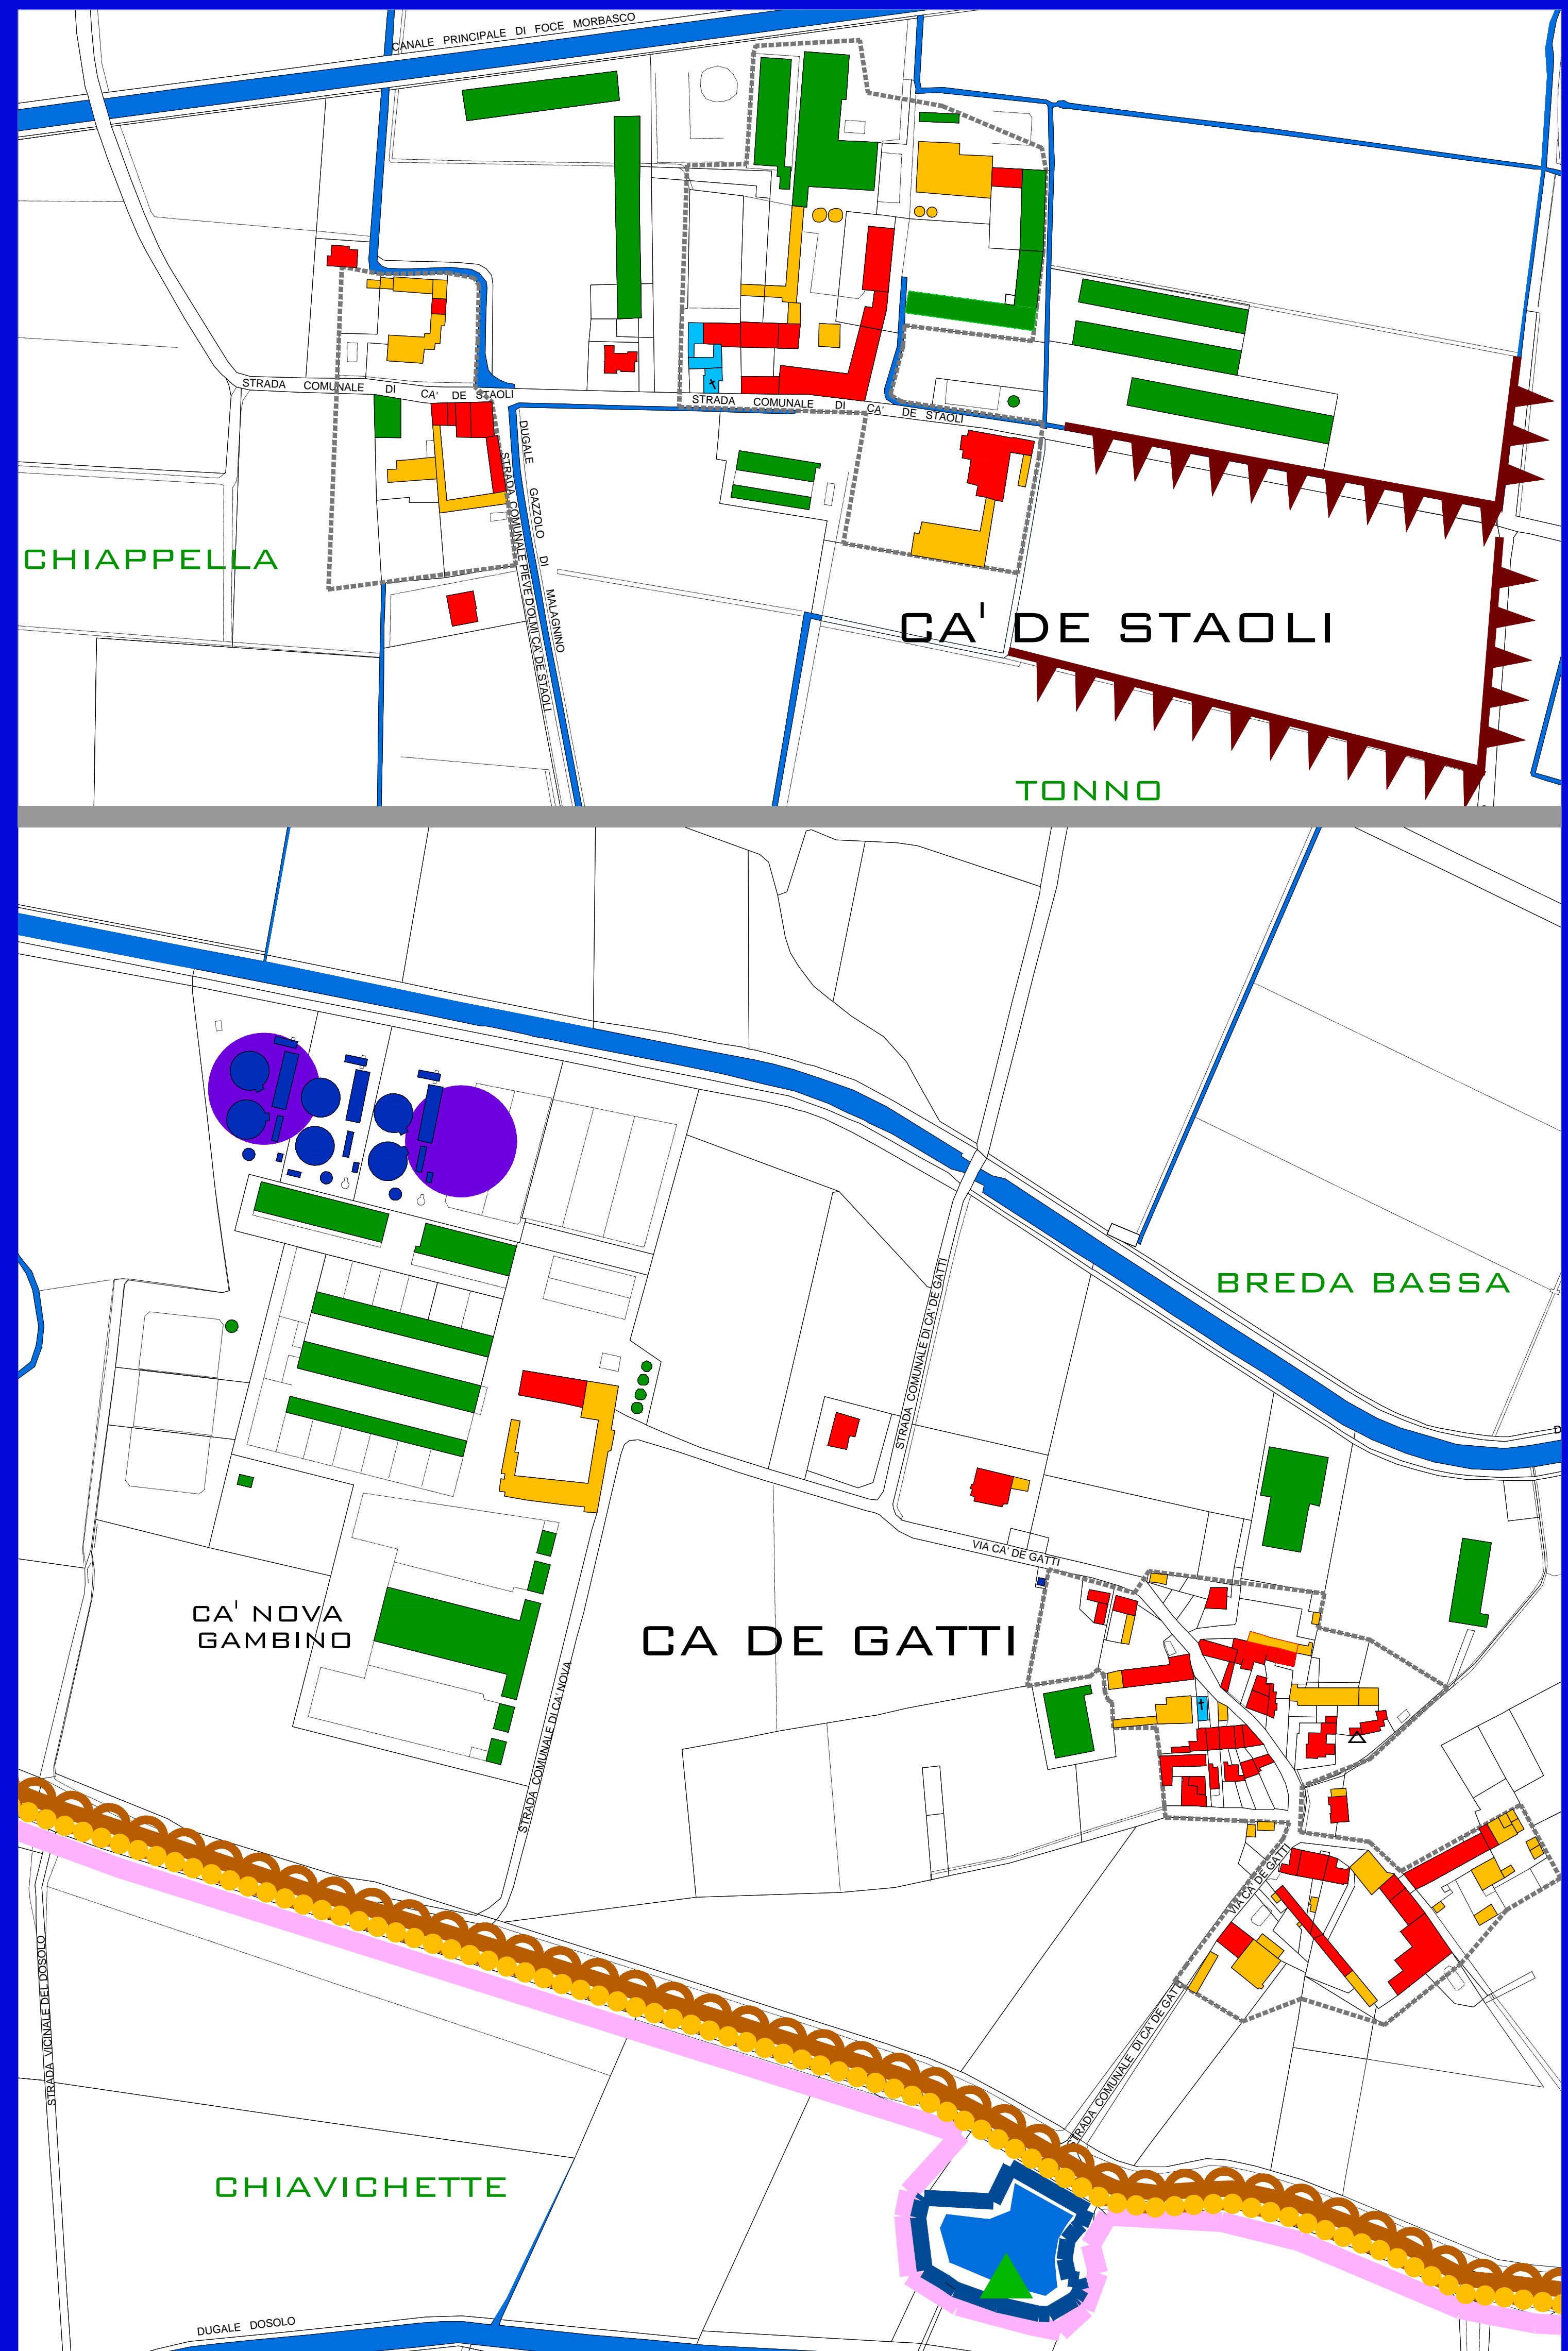 CANALE PRINCIPALE DI FOCE MORBASCO
STRADA COMUNALE DI CA' DE STAOLI
STRADA COMUNALE DI CA' DE STAOLI
DUGALE GAZZOLO DI MALAGNINO
STRADA COMUNALE PIEVE D'OLMI CA' DE STAOLI
CHIAPPELLA
CA' DE STAOLI
TONNO
BREDA BASSA
STRADA COMUNALE DI CA' DE GATTI
D
VIA CA' DE GATTI
CA' NOVA
GAMBINO
CA DE GATTI
STRADA COMUNALE DI CA' NOVA
VIA CA' DE GATTI
STRADA VICINALE DEL DOSOLO
STRADA COMUNALE DI CA' DE GATTI
CHIAVICHETTE
DUGALE DOSOLO